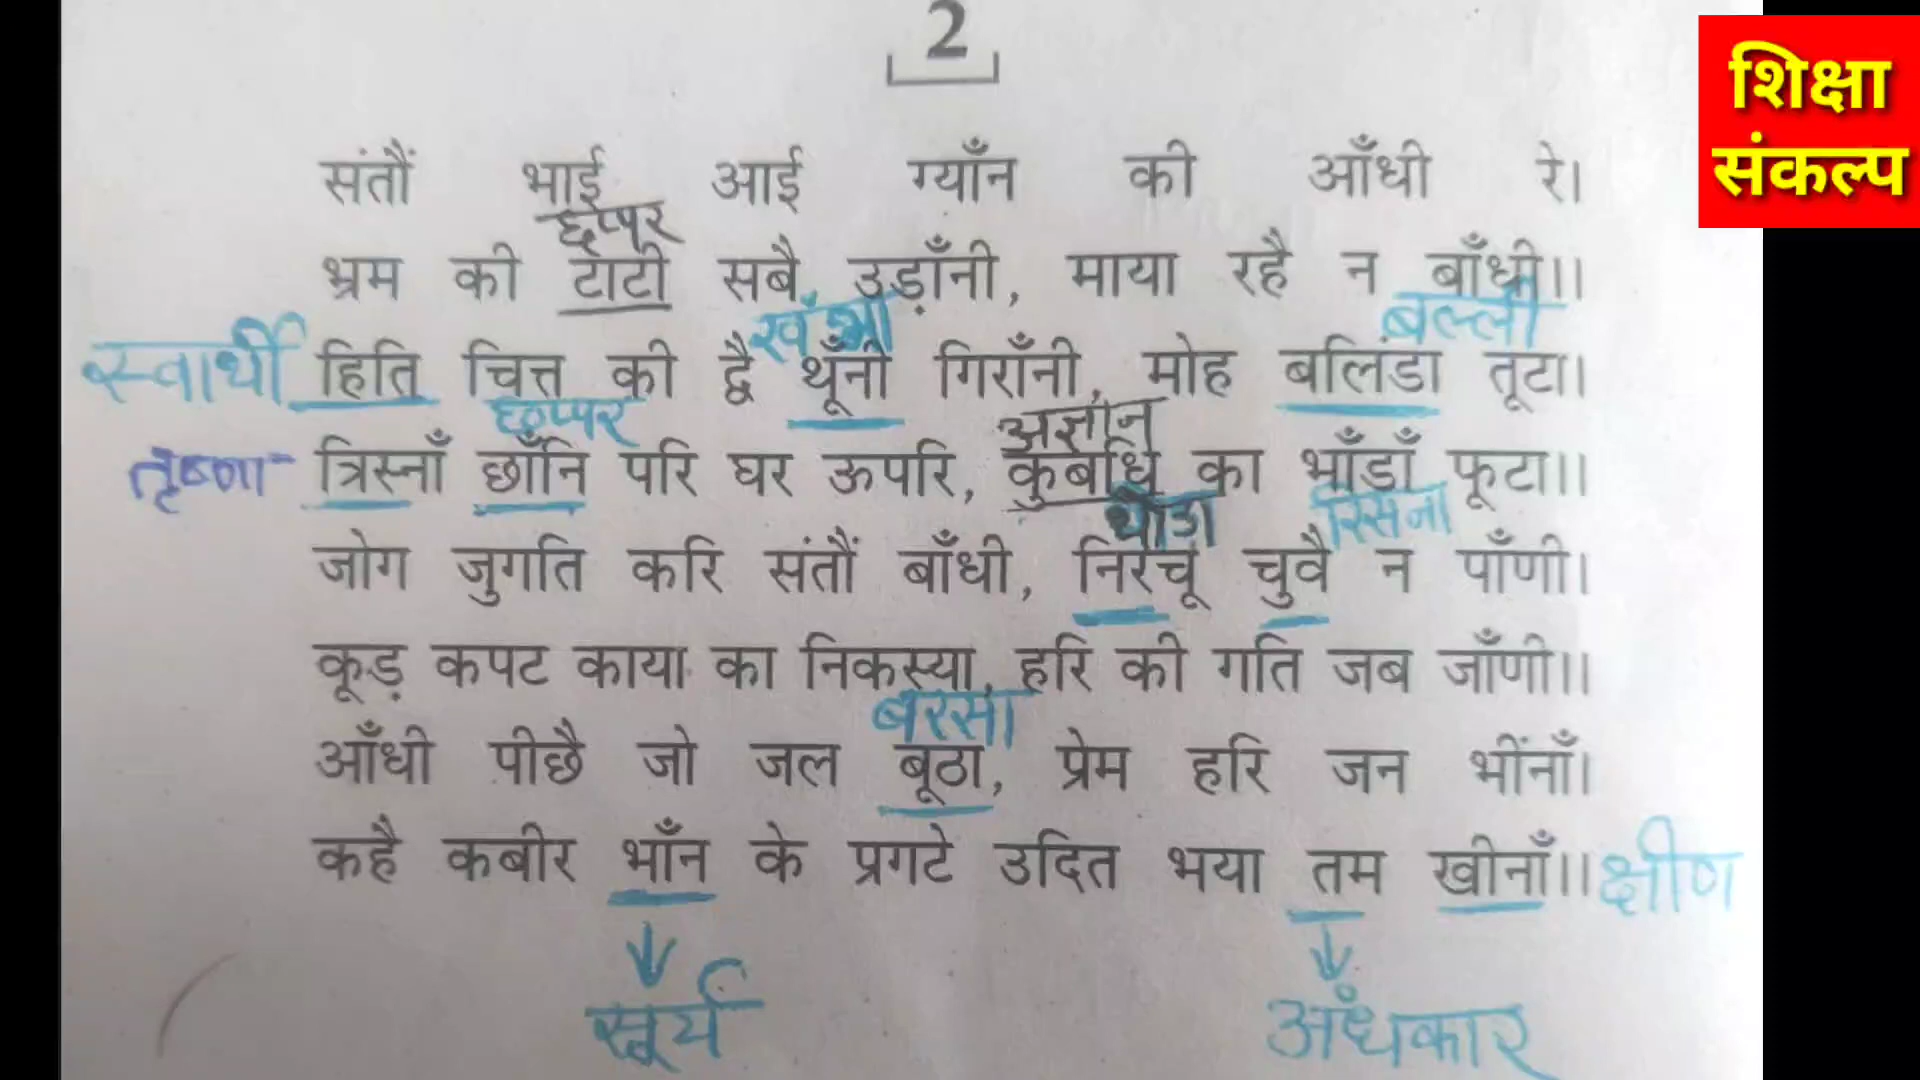 2
शिक्षा
संकल्प
संतौं भाई आई ग्याँन की आँधी रे।
छप्पर
भ्रम की टाटी सबै उड़ाँनी, माया रहै न बाँधी।।
खंभा बल्ली
स्वार्थी हिति चित्त की द्वै थूँनी गिराँनी, मोह बलिंडा तूटा।
छप्पर अज्ञान
तृष्णा- त्रिस्नाँ छाँनि परि घर ऊपरि, कुबधि का भाँडाँ फूटा।।
थोड़ा रिसना
जोग जुगति करि संतौं बाँधी, निरचू चुवै न पाँणी।
कूड़ कपट काया का निकस्या, हरि की गति जब जाँणी।।
बरसा
आँधी पीछै जो जल बूठा, प्रेम हरि जन भींनाँ।
कहै कबीर भाँन के प्रगटे उदित भया तम खीनाँ।। क्षीण
सूर्य अंधकार